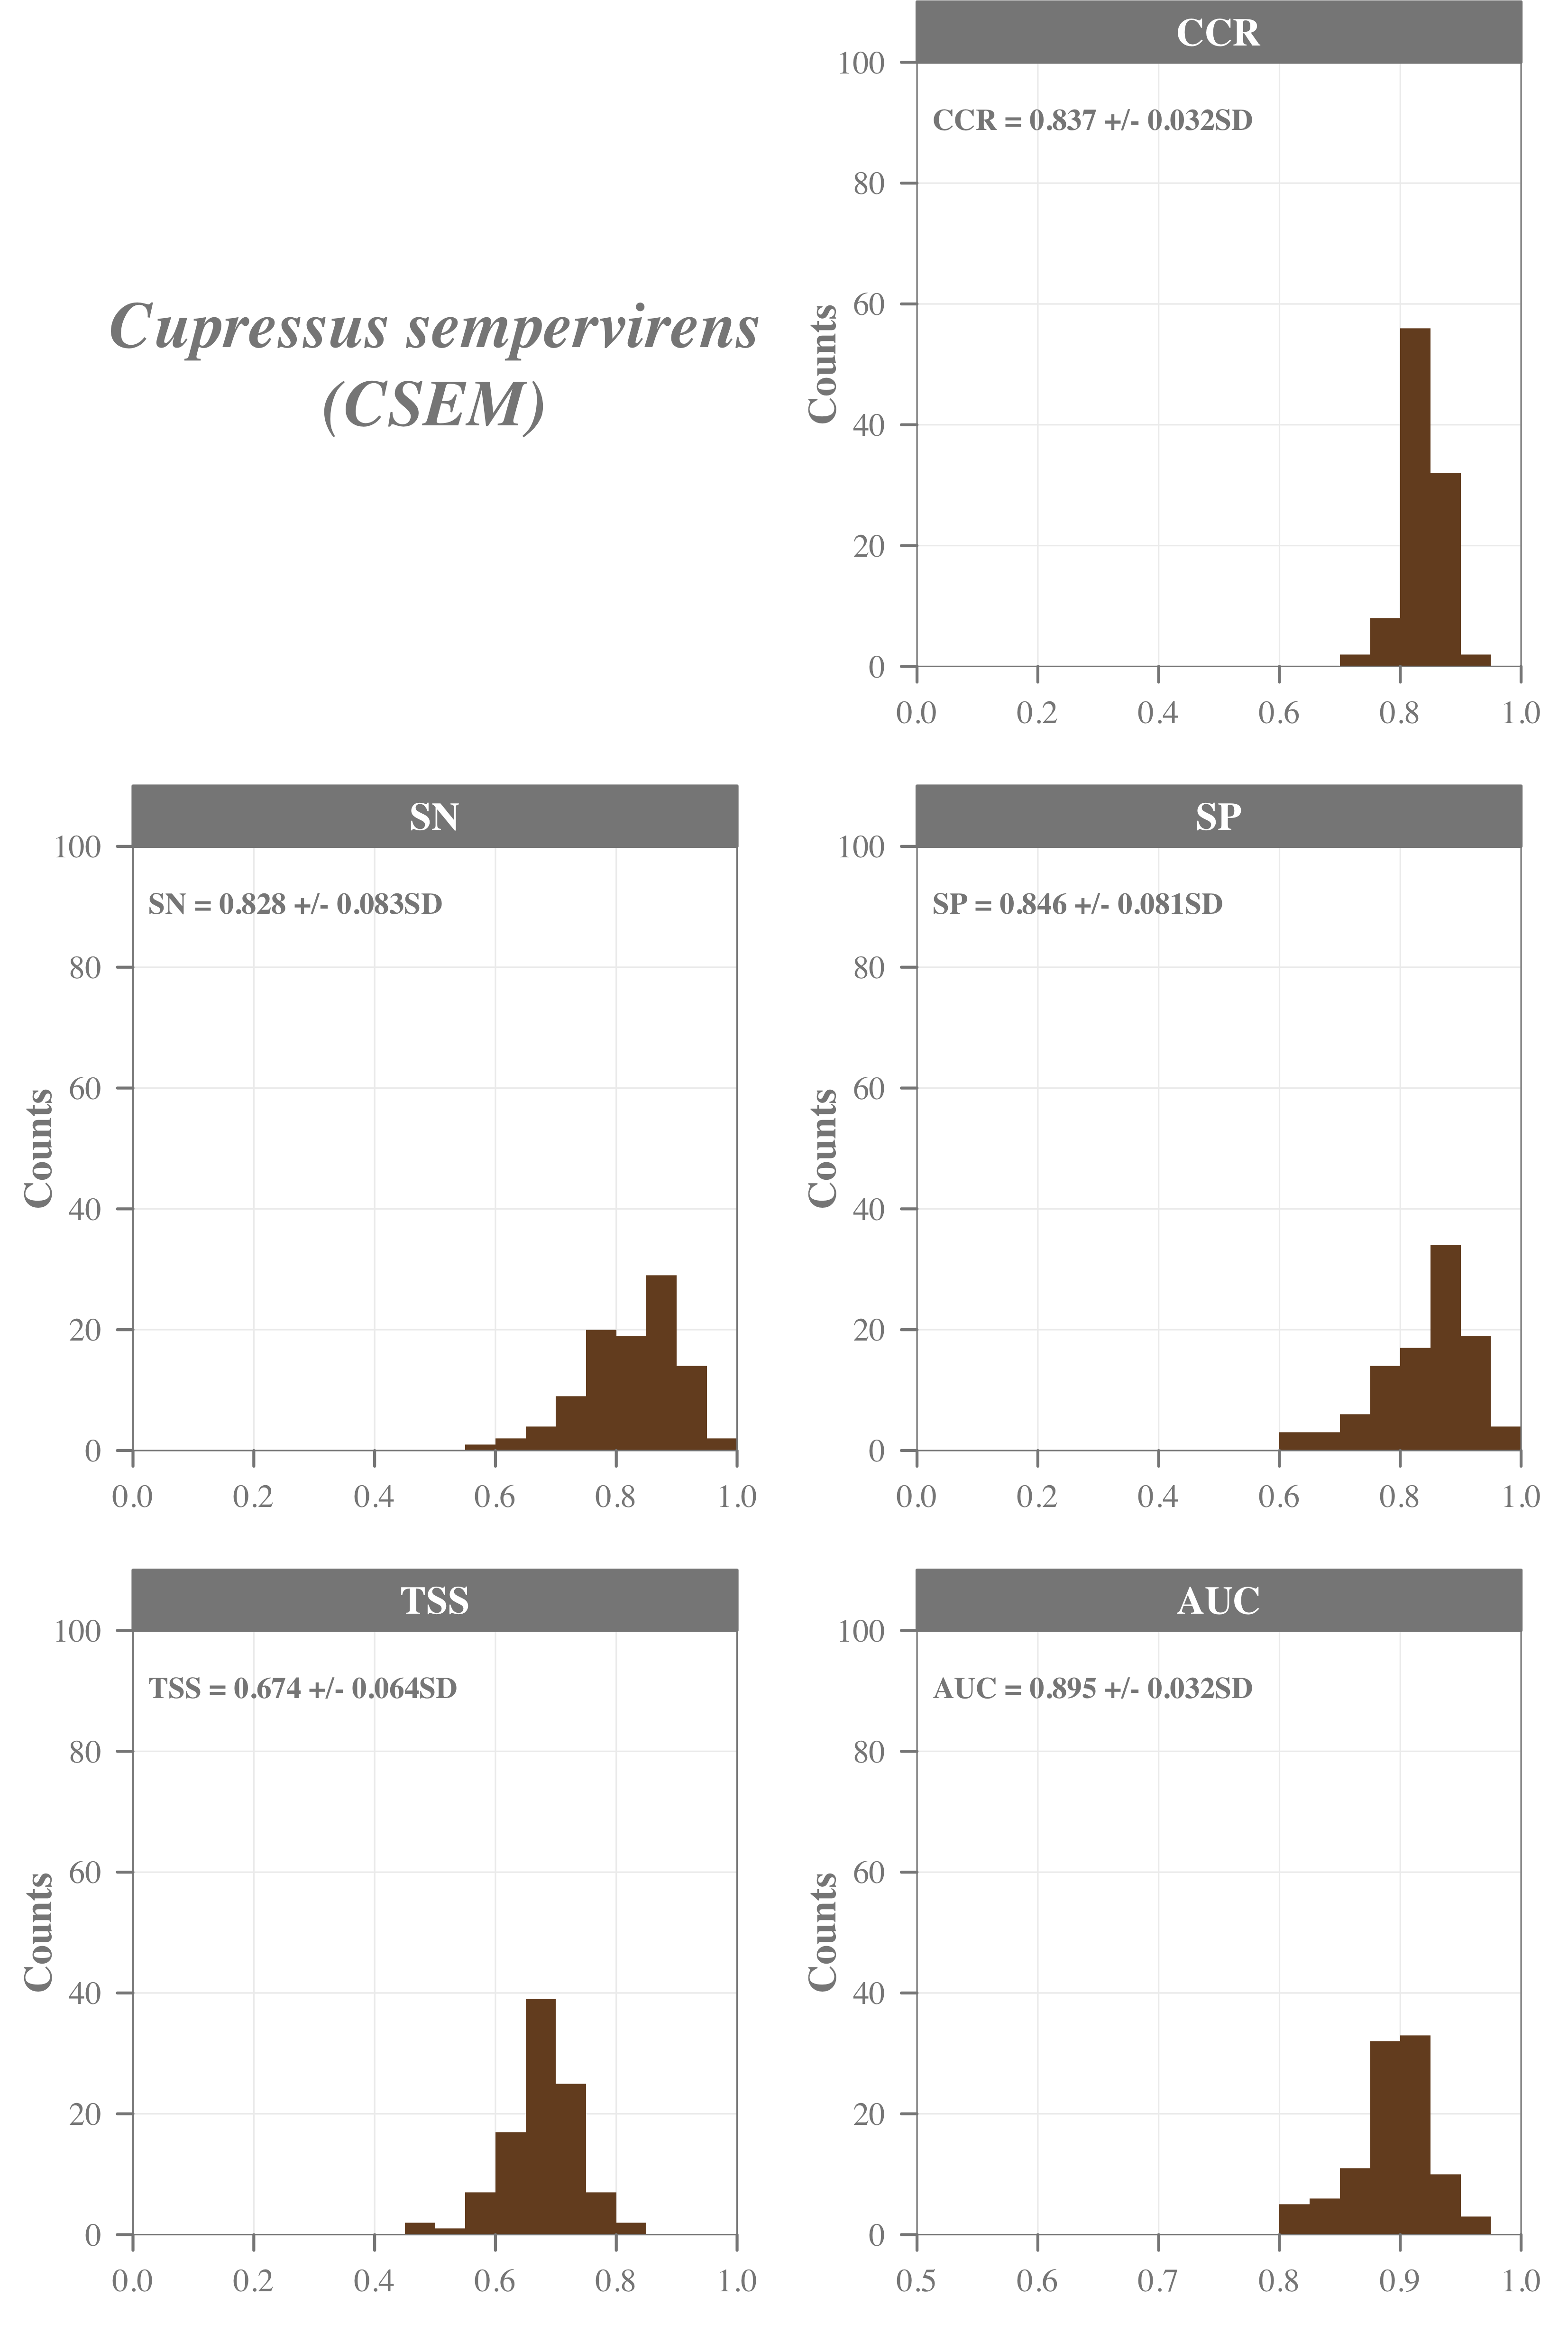 CCR
100
CCR = 0.837 +/- 0.032SD
80
60
Counts
40
20
0
0.0 0.2 0.4 0.6 0.8 1.0
Cupressus sempervirens
(CSEM)
SN
100
SN = 0.828 +/- 0.083SD
80
60
Counts
40
20
0
0.0 0.2 0.4 0.6 0.8 1.0
SP
100
SP = 0.846 +/- 0.081SD
80
60
Counts
40
20
0
0.0 0.2 0.4 0.6 0.8 1.0
TSS
100
TSS = 0.674 +/- 0.064SD
80
60
Counts
40
20
0
0.0 0.2 0.4 0.6 0.8 1.0
AUC
100
AUC = 0.895 +/- 0.032SD
80
60
Counts
40
20
0
0.5 0.6 0.7 0.8 0.9 1.0